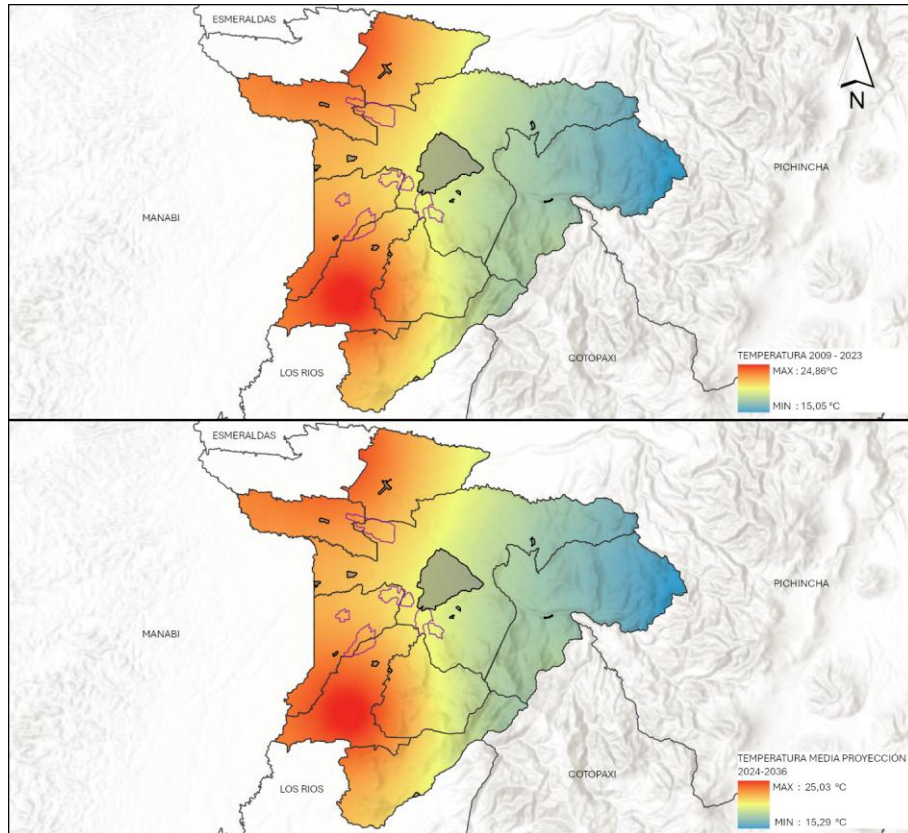 ESMERALDAS
N
PICHINCHA
MANABI
COTOPAXI
LOS RIOS
TEMPERATURA 2009 - 2023
MAX : 24,86°C
MIN : 15,05 °C
ESMERALDAS
PICHINCHA
MANABI
COTOPAXI
LOS RIOS
TEMPERATURA MEDIA PROYECCIÓN
2024-2036
MAX : 25,03 °C
MIN : 15,29 °C